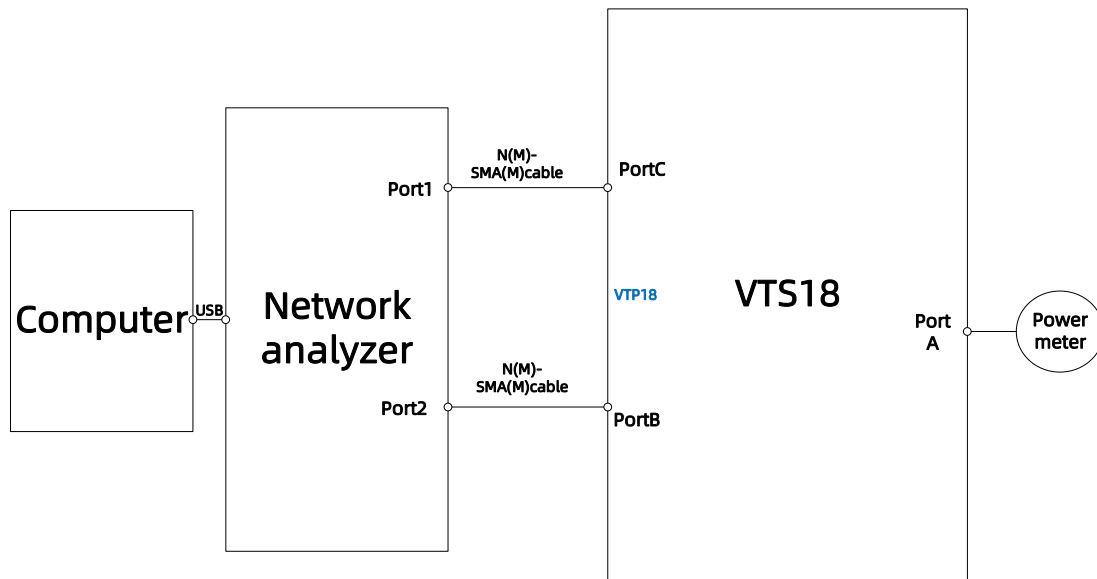 Computer
USB
Network
analyzer
Port1
Port2
N(M)-
SMA(M)cable
N(M)-
SMA(M)cable
PortC
VTP18
PortB
VTS18
Port
A
Power
meter